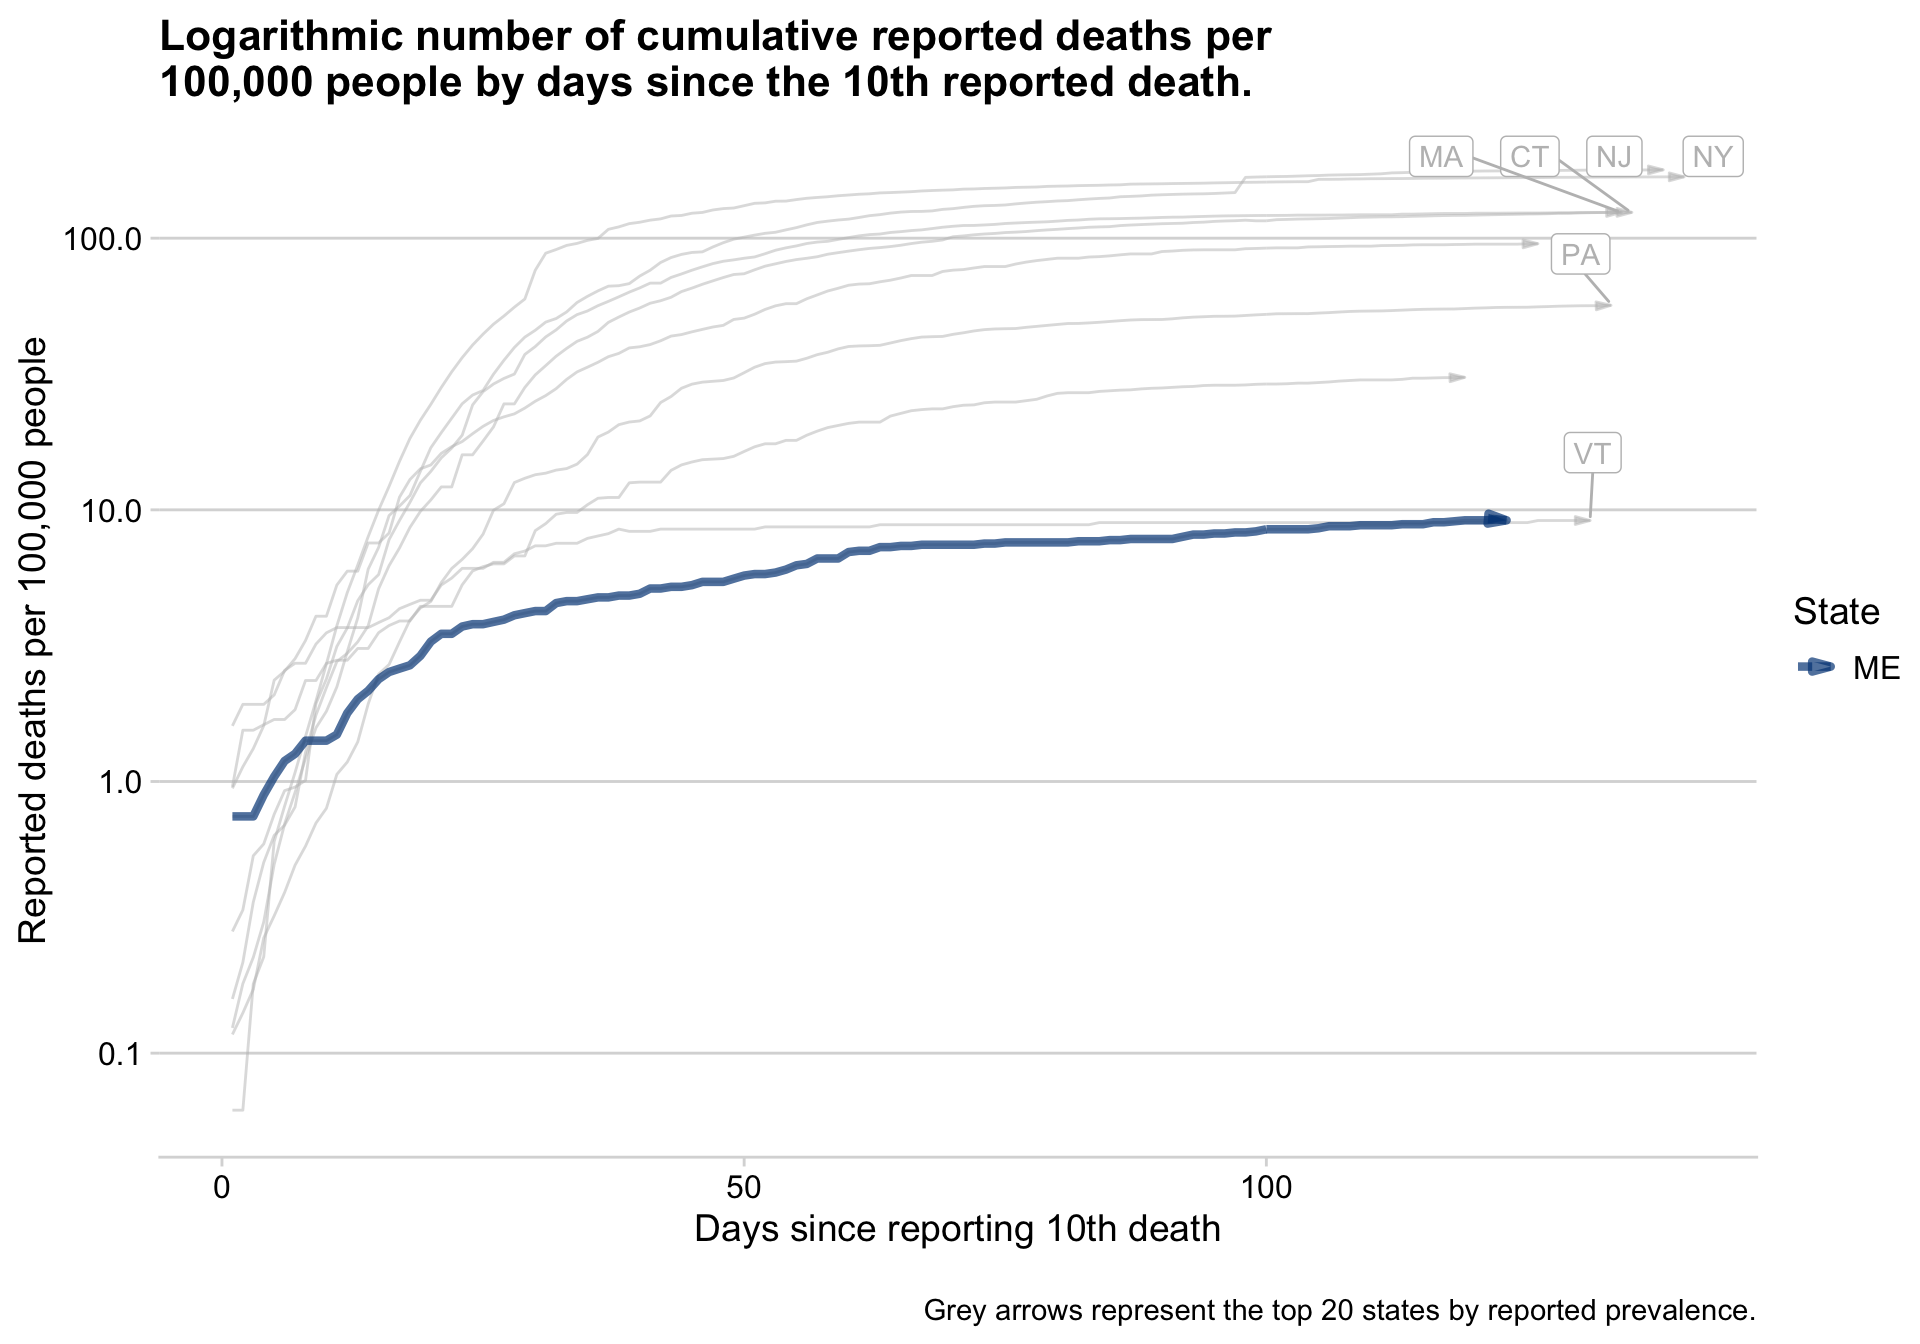 Logarithmic number of cumulative reported deaths per
100,000 people by days since the 10th reported death.
MA
CT
NJ
NY
100.0
PA
VT
10.0
1.0
0.1
Reported deaths per 100,000 people
State
ME
0
50
100
Days since reporting 10th death
Grey arrows represent the top 20 states by reported prevalence.